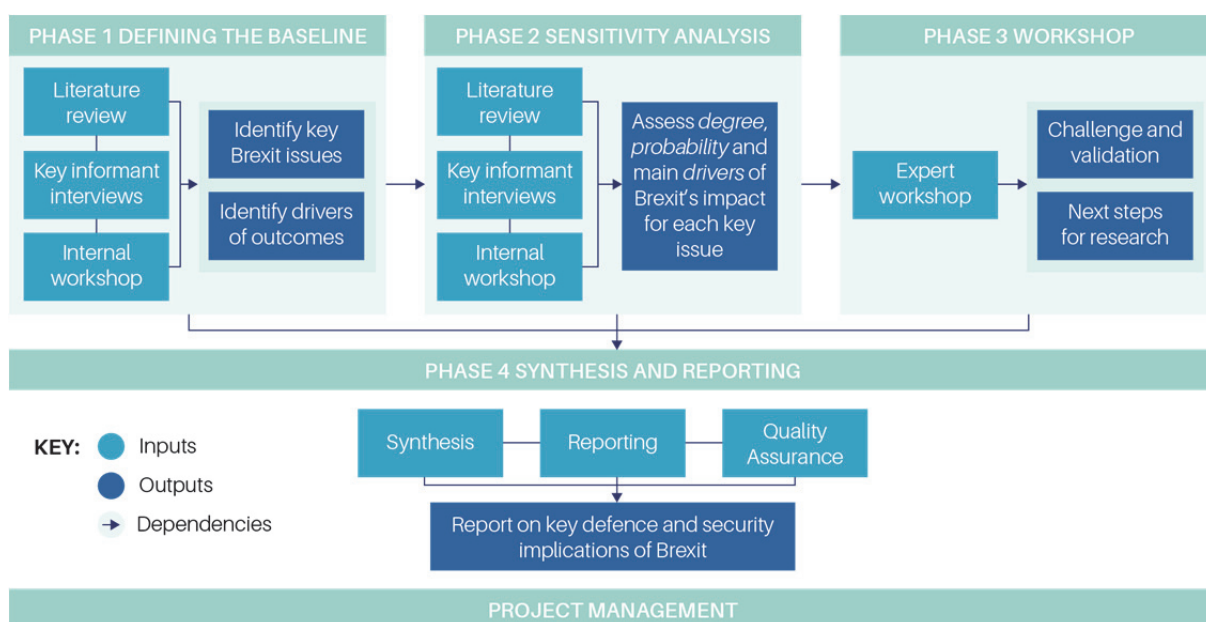 PHASE 1 DEFINING THE BASELINE
Literature
review
Key informant
interviews
Internal
workshop
Identify key
Brexit issues
Identify drivers
of outcomes
PHASE 2 SENSITIVITY ANALYSIS
Literature
review
Key informant
interviews
Internal
workshop
Assess degree,
probability and
main drivers of
Brexit's impact
for each key
issue
PHASE 3 WORKSHOP
Expert
workshop
Challenge and
validation
Next steps
for research
PHASE 4 SYNTHESIS AND REPORTING
KEY:
Inputs
Outputs
Dependencies
Synthesis
Reporting
Quality
Assurance
Report on key defence and security
implications of Brexit
PROJECT MANAGEMENT